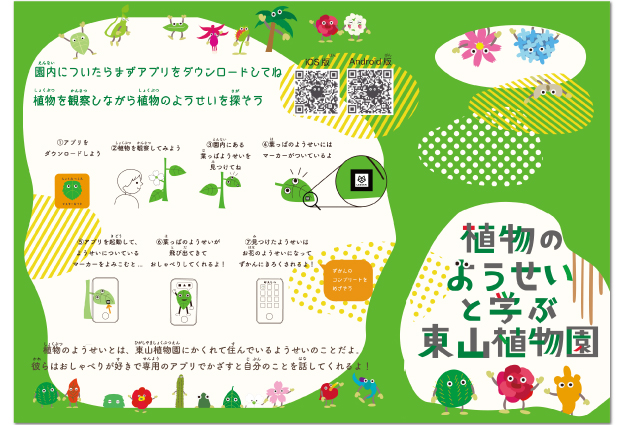 園内についたらまずアプリをダウンロードしてね
植物を観察しながら植物のようせいを探そう
iOS版
Android版
①アプリを
ダウンロードしよう
②植物を観察してみよう
③園内にある
葉っぱようせいを
見つけてね
④葉っぱのようせいには
マーカーがついているよ
⑤アプリを起動して、
ようせいについている
マーカーをよみこむと…
⑥葉っぱのようせいが
飛び出てきて
おしゃべりしてくれるよ！
⑦見つけたようせいは
お花のようせいになって
ずかんにきろくされるよ！
ずかんの
コンプリートを
めざそう
植物のようせいとは、東山植物園にかくれて住んでいるようせいのことだよ。
彼らはおしゃべりが好きで専用のアプリでかざすと自分のことを話してくれるよ！
植物の
ようせい
と学ぶ
東山植物園